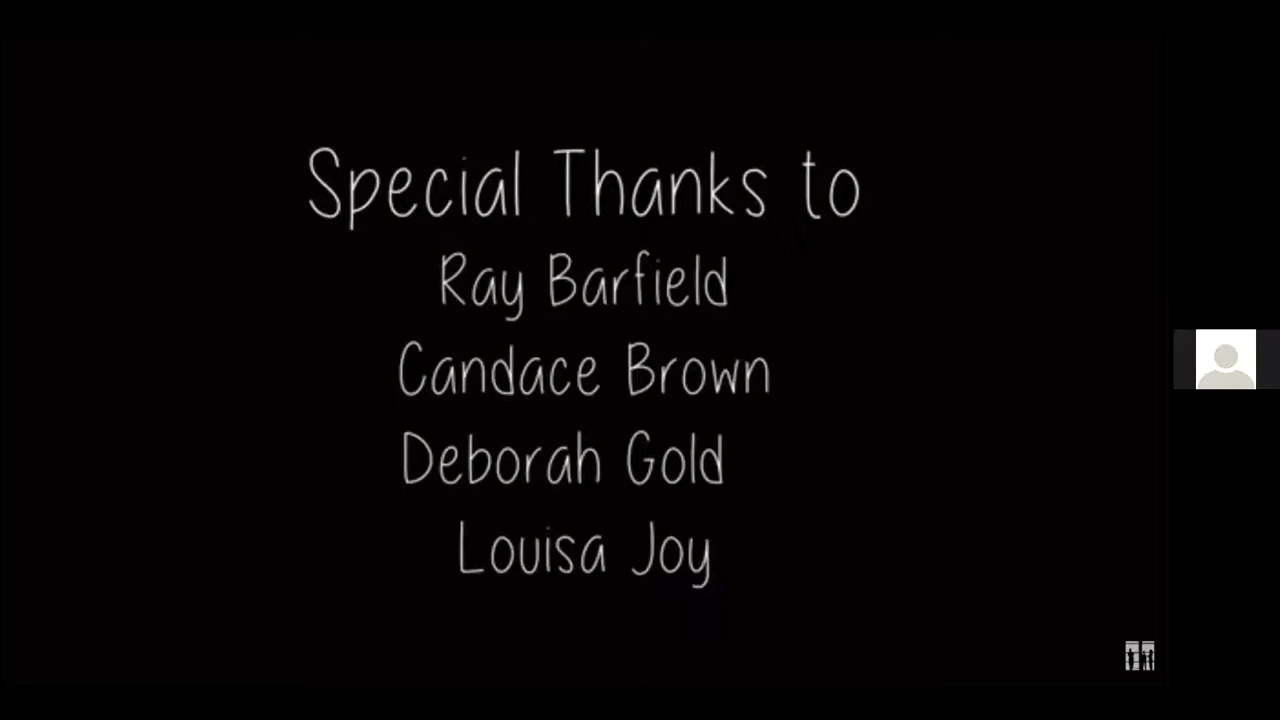 Special Thanks to
Ray Barfield
Candace Brown
Deborah Gold
Louisa Joy